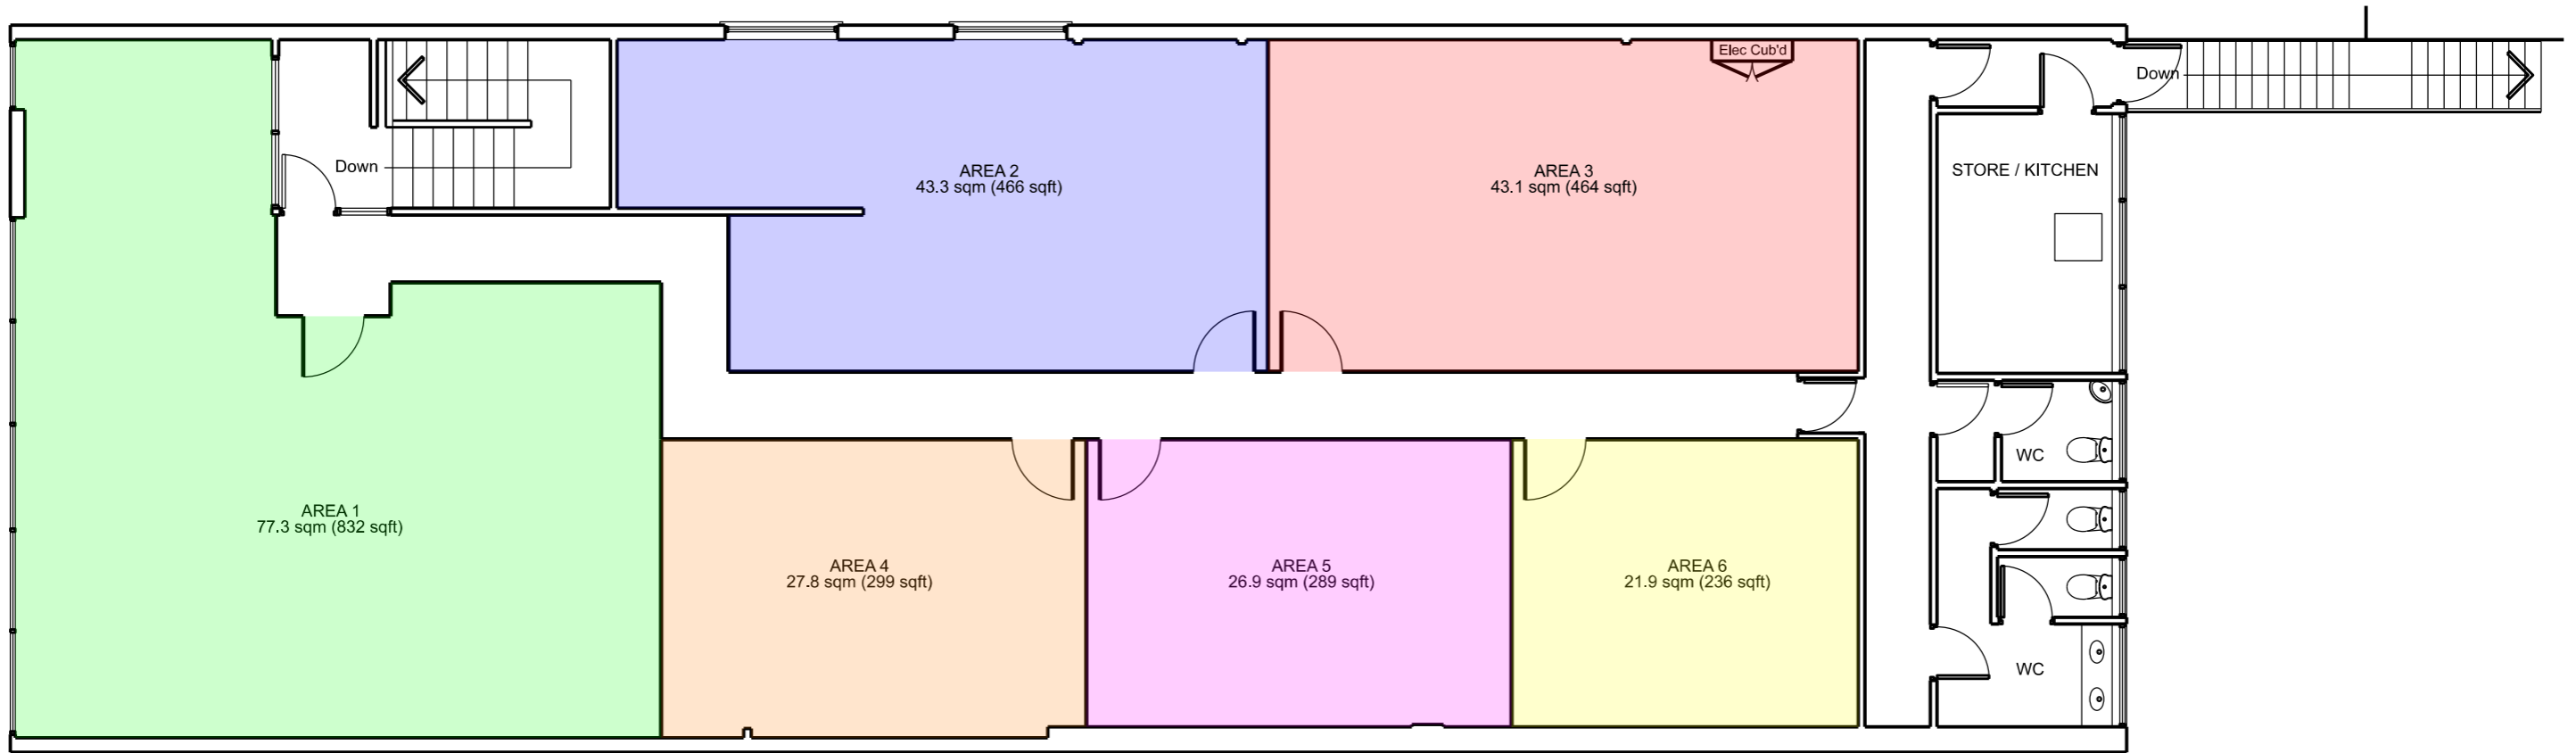 Elec Cub'd
Down
Down
AREA 2
43.3 sqm (466 sqft)
AREA 3
43.1 sqm (464 sqft)
STORE / KITCHEN
WC
AREA 1
77.3 sqm (832 sqft)
AREA 4
27.8 sqm (299 sqft)
AREA 5
26.9 sqm (289 sqft)
AREA 6
21.9 sqm (236 sqft)
WC